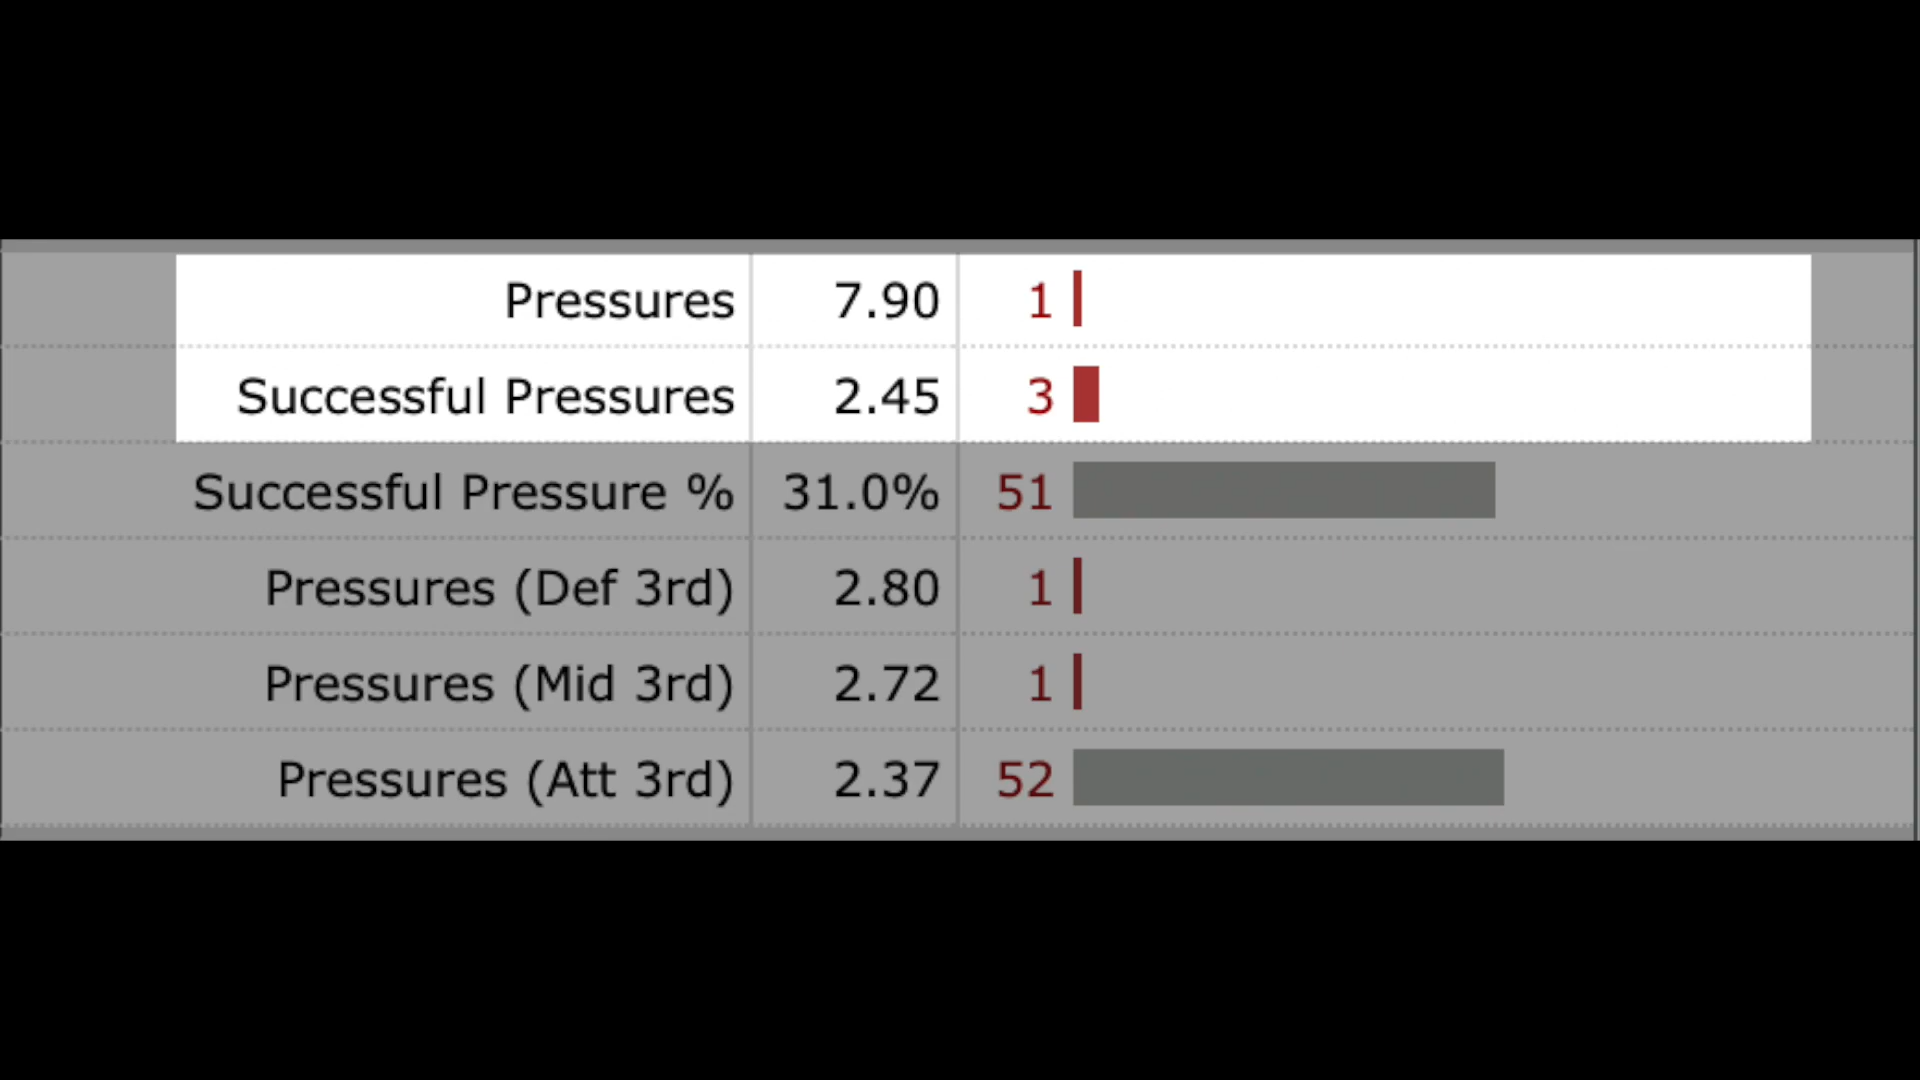 Pressures 7.90 1
Successful Pressures 2.45 3
Successful Pressure % 31.0% 51
Pressures (Def 3rd) 2.80 1
Pressures (Mid 3rd) 2.72 1
Pressures (Att 3rd) 2.37 52